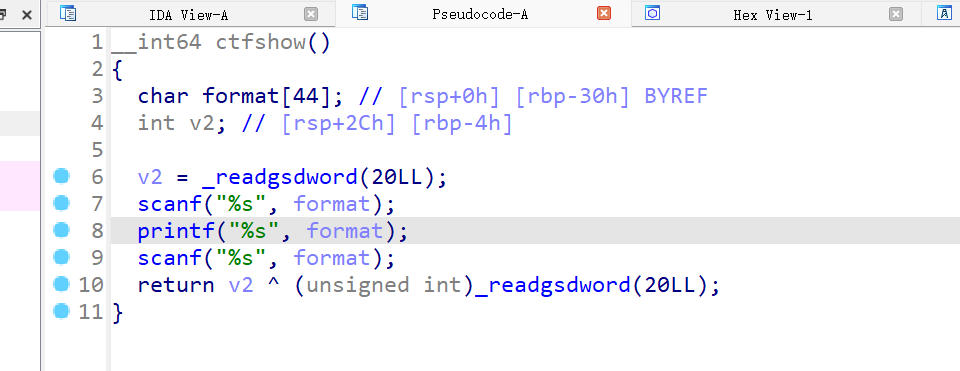 IDA View-A Pseudocode-A Hex View-1
1 __int64 ctfshow()
2 {
3 char format[44]; // [rsp+0h] [rbp-30h] BYREF
4 int v2; // [rsp+2Ch] [rbp-4h]
5
6 v2 = _readgsdword(20LL);
7 scanf("%s", format);
8 printf("%s", format);
9 scanf("%s", format);
10 return v2 ^ (unsigned int)_readgsdword(20LL);
11 }